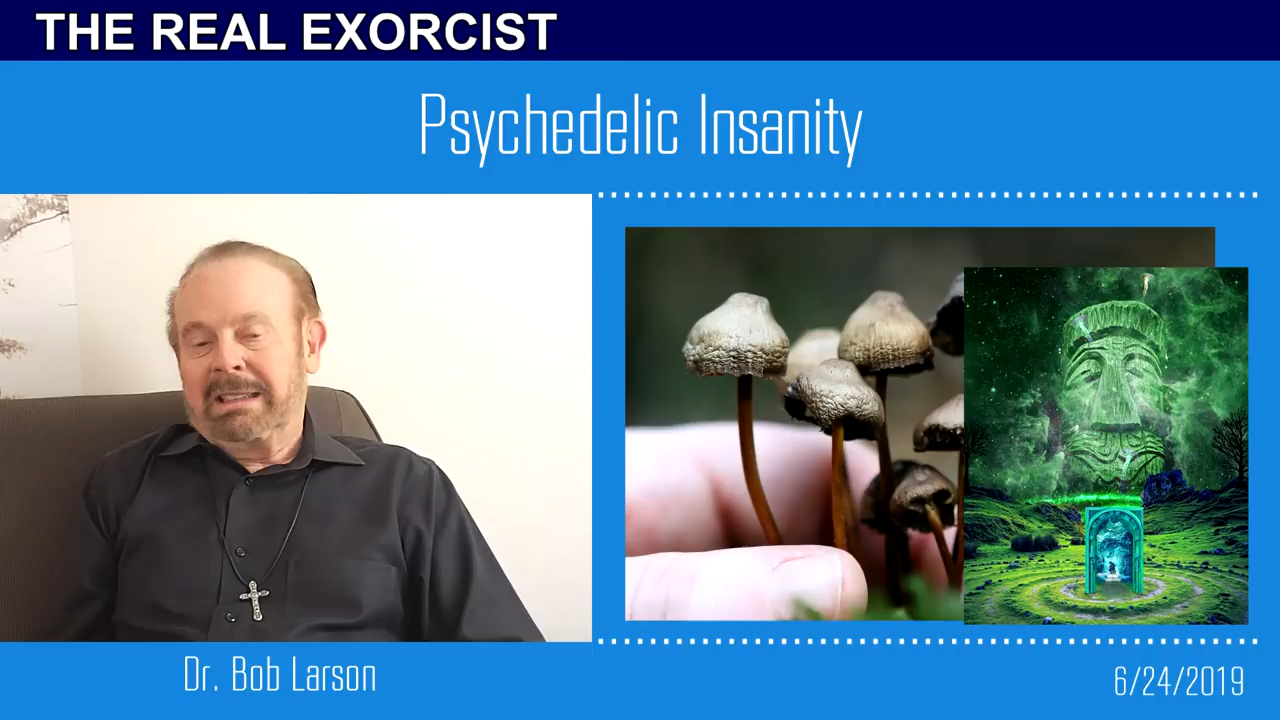 THE REAL EXORCIST
Psychedelic Insanity
Dr. Bob Larson
6/24/2019